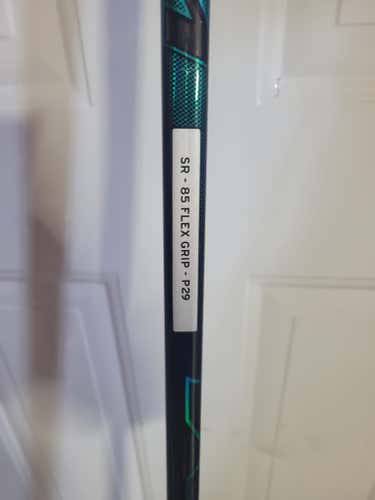 SR - 85 FLEX GRIP - P29